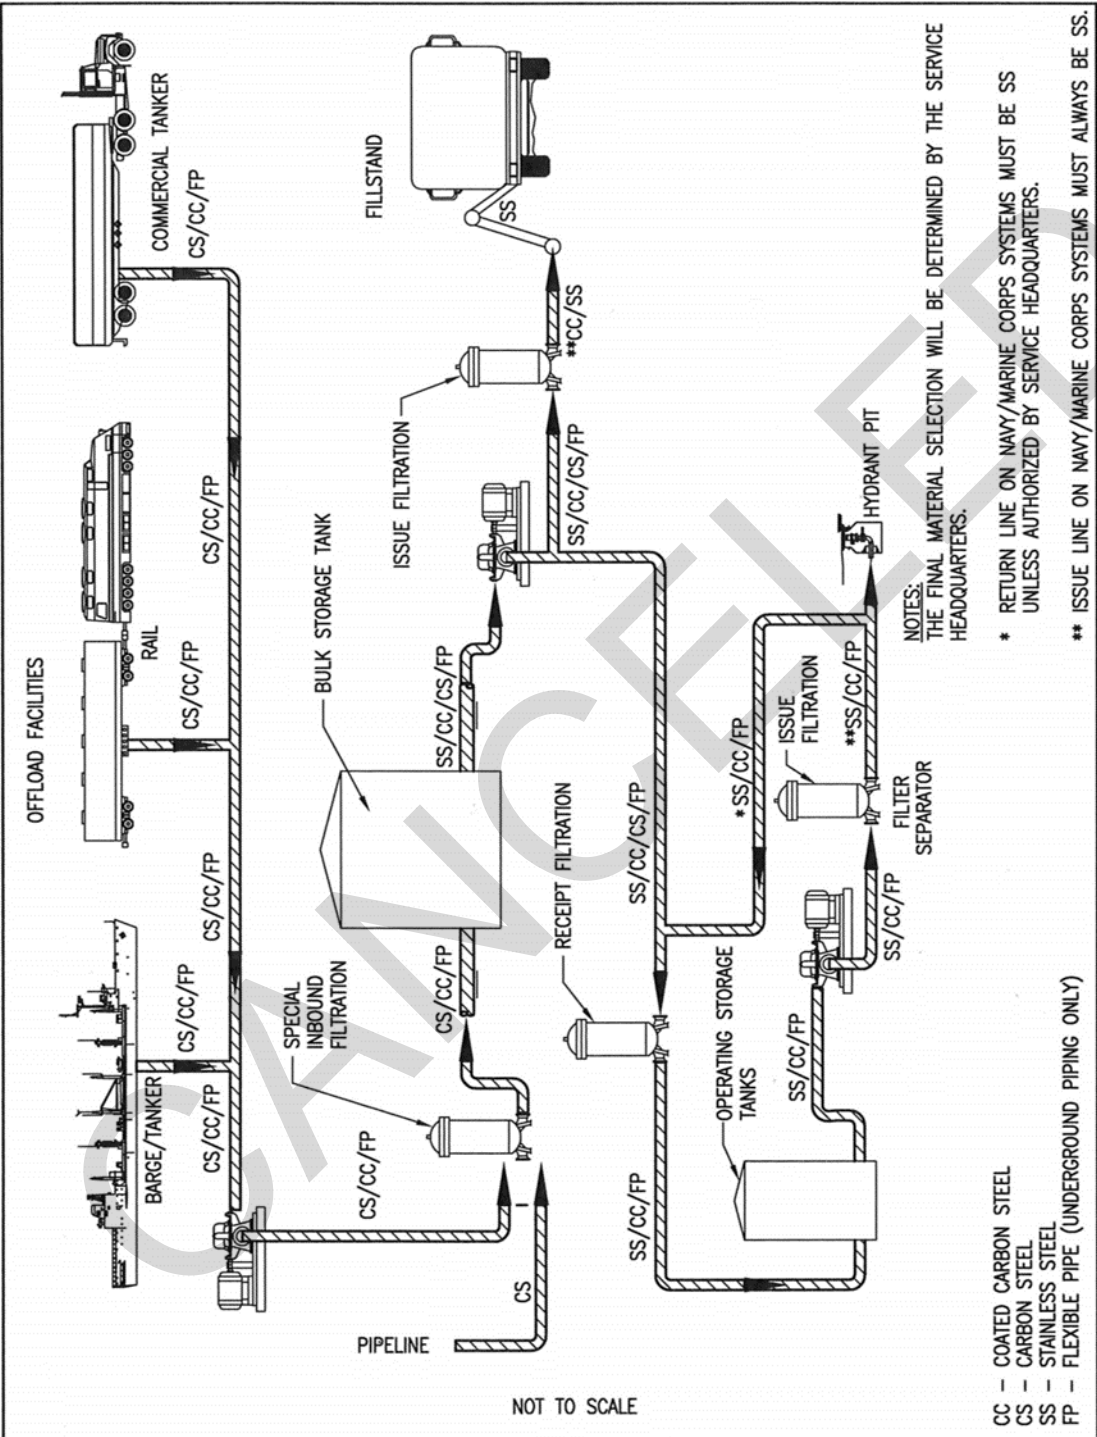 OFFLOAD FACILITIES
BARGE/TANKER
RAIL
COMMERCIAL TANKER
CS/CC/FP
CS/CC/FP
CS/CC/FP
CS/CC/FP
CS/CC/FP
CS/CC/FP
CS/CC/FP
SPECIAL
INBOUND
FILTRATION
CS/CC/FP
BULK STORAGE TANK
SS/CC/CS/FP
ISSUE FILTRATION
FILLSTAND
SS
**CC/SS
SS/CC/CS/FP
PIPELINE
CS
RECEIPT FILTRATION
SS/CC/CS/FP
SS/CC/FP
OPERATING STORAGE
TANKS
SS/CC/FP
*SS/CC/FP
ISSUE
FILTRATION
**SS/CC/FP
HYDRANT PIT
SS/CC/FP
FILTER
SEPARATOR
NOT TO SCALE
CC – COATED CARBON STEEL
CS – CARBON STEEL
SS – STAINLESS STEEL
FP – FLEXIBLE PIPE (UNDERGROUND PIPING ONLY)
NOTES:
THE FINAL MATERIAL SELECTION WILL BE DETERMINED BY THE SERVICE
HEADQUARTERS.
* RETURN LINE ON NAVY/MARINE CORPS SYSTEMS MUST BE SS
UNLESS AUTHORIZED BY SERVICE HEADQUARTERS.
** ISSUE LINE ON NAVY/MARINE CORPS SYSTEMS MUST ALWAYS BE SS.
CANCELED